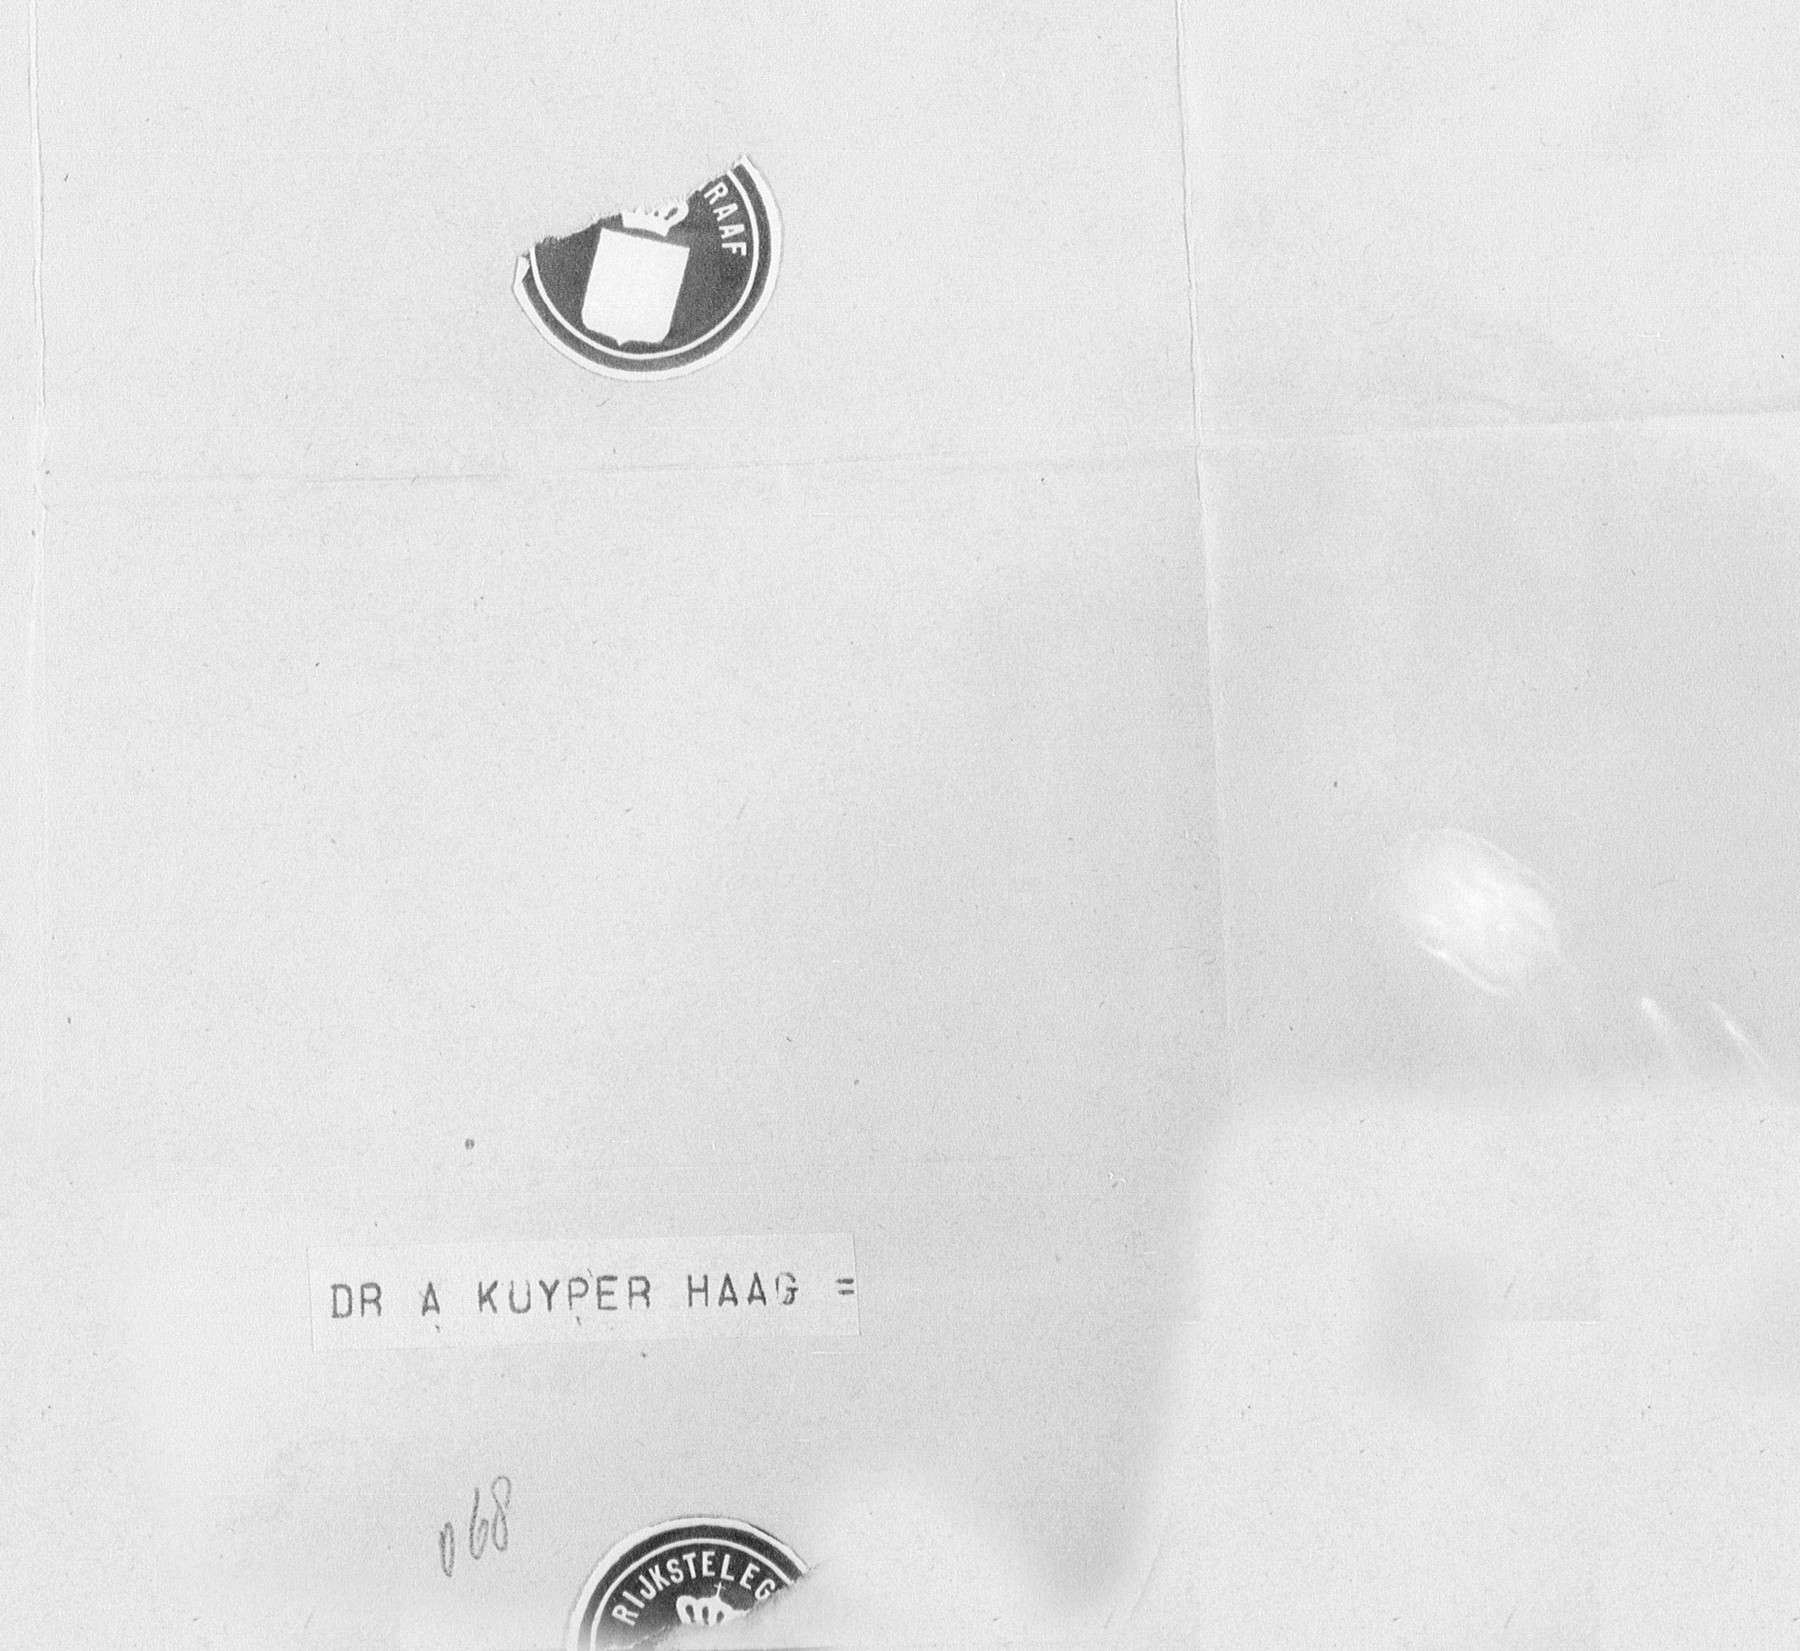 RAAF
DR A KUYPER HAAG =
068
RIJKSTELEG